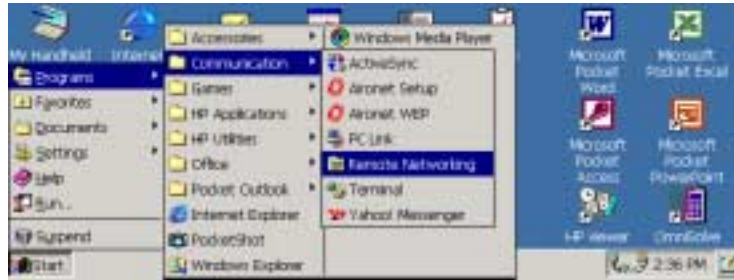 My Handheld
Internet
Programs
Favorites
Documents
Settings
Help
Run...
Suspend
Start
Accessories
Communication
Games
HP Applications
HP Utilities
Office
Pocket Outlook
Internet Explorer
PocketShot
Windows Explorer
Windows Media Player
ActiveSync
Aironet Setup
Aironet WEP
PC Link
Remote Networking
Terminal
Yahoo! Messenger
Microsoft
Pocket
Word
Microsoft
Pocket Excel
Microsoft
Pocket
Access
Microsoft
Pocket
PowerPoint
HP viewer
OmniSolve
2:36 PM